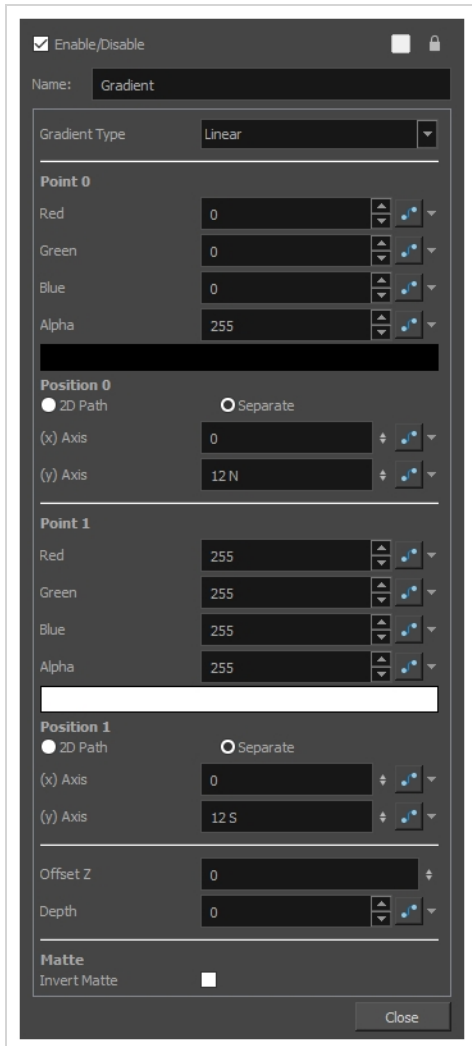 Enable/Disable
Name: Gradient
Gradient Type Linear
Point 0
Red 0
Green 0
Blue 0
Alpha 255
Position 0
2D Path Separate
(x) Axis 0
(y) Axis 12 N
Point 1
Red 255
Green 255
Blue 255
Alpha 255
Position 1
2D Path Separate
(x) Axis 0
(y) Axis 12 S
Offset Z 0
Depth 0
Matte
Invert Matte
Close